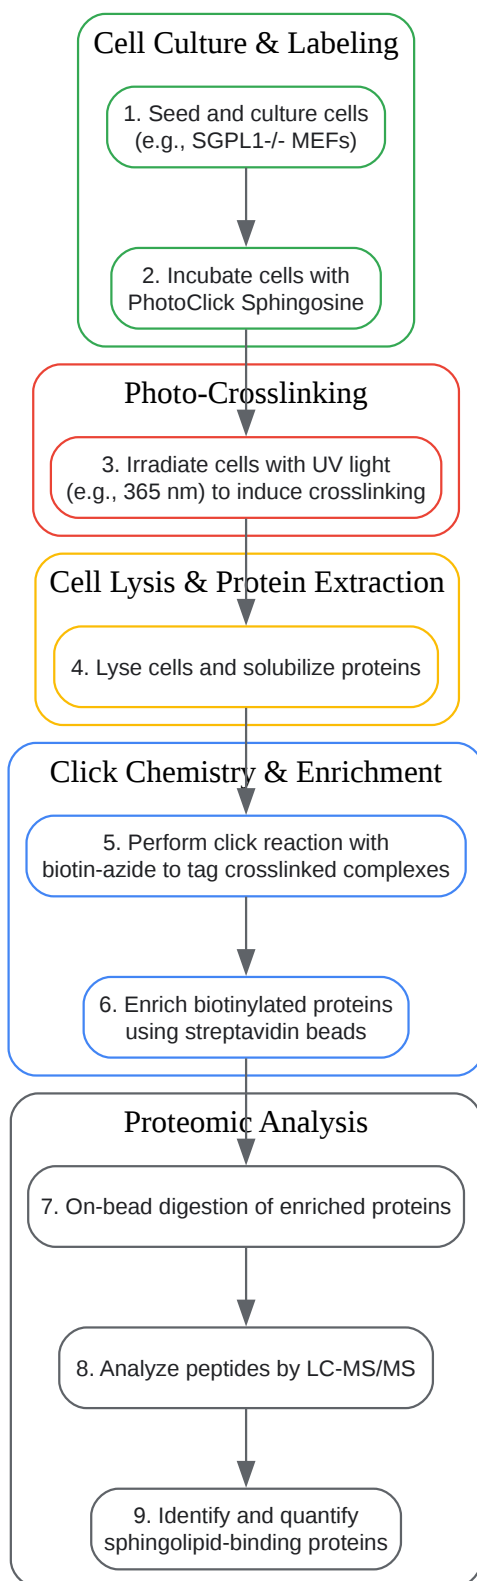 Cell Culture & Labeling
1. Seed and culture cells
(e.g., SGPL1-/- MEFs)
2. Incubate cells with
PhotoClick Sphingosine
Photo-Crosslinking
3. Irradiate cells with UV light
(e.g., 365 nm) to induce crosslinking
Cell Lysis & Protein Extraction
4. Lyse cells and solubilize proteins
Click Chemistry & Enrichment
5. Perform click reaction with
biotin-azide to tag crosslinked complexes
6. Enrich biotinylated proteins
using streptavidin beads
Proteomic Analysis
7. On-bead digestion of enriched proteins
8. Analyze peptides by LC-MS/MS
9. Identify and quantify
sphingolipid-binding proteins